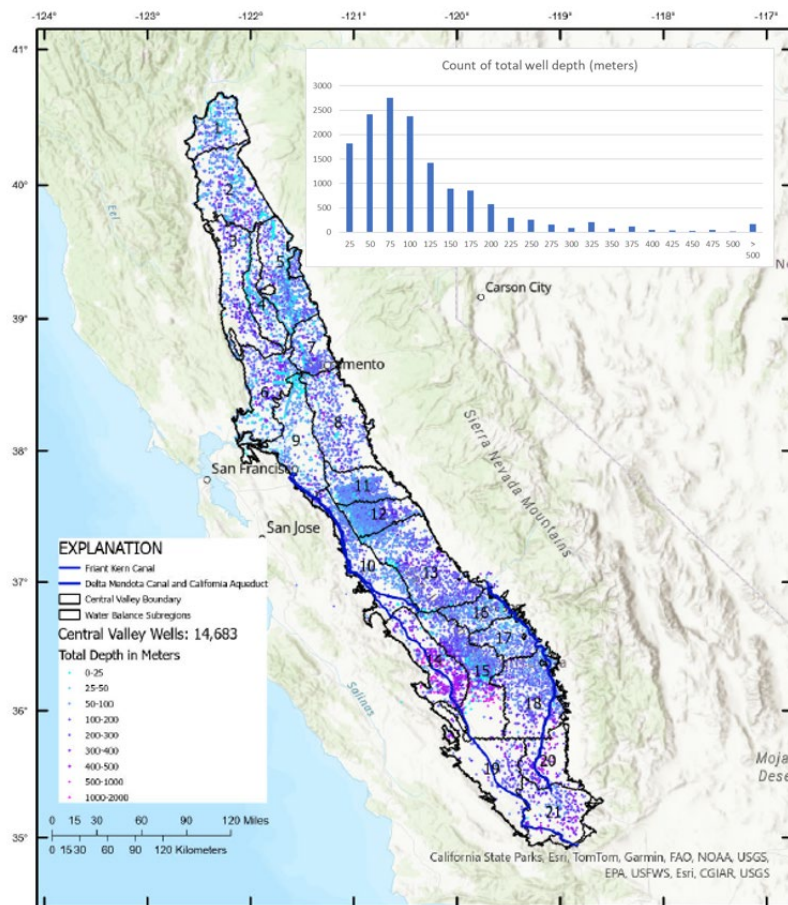 -124° -123° -122° -121° -120° -119° -118° -117°
41°
40°
39°
38°
37°
36°
35°
Count of total well depth (meters)
3000
2500
2000
1500
1000
500
0
25 50 75 100 125 150 175 200 225 250 275 300 325 350 375 400 425 450 475 500 >
500
Eel
Carson City
Sierra Nevada Mountains
San Francisco
San Jose
Salinas
1
2
3
5
4
7
6
8
9
11
12
10
13
16
17
15
18
19
20
21
EXPLANATION
Friant Kern Canal
Delta Mendota Canal and California Aqueduct
Central Valley Boundary
Water Balance Subregions
Central Valley Wells: 14,683
Total Depth in Meters
0-25
25-50
50-100
100-200
200-300
300-400
400-500
500-1000
1000-2000
0 15 30 60 90 120 Miles
0 15 30 60 90 120 Kilometers
California State Parks, Esri, TomTom, Garmin, FAO, NOAA, USGS,
EPA, USFWS, Esri, CGIAR, USGS